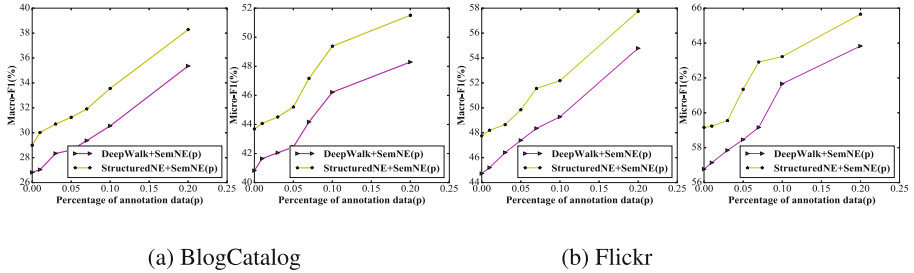 40
38
36
34
32
30
28
26
Macro-F1(%)
DeepWalk+SemNE(p)
StructuredNE+SemNE(p)
0.00 0.05 0.10 0.15 0.20 0.25
Percentage of annotation data(p)
52
50
48
46
44
42
40
Micro-F1(%)
DeepWalk+SemNE(p)
StructuredNE+SemNE(p)
0.00 0.05 0.10 0.15 0.20 0.25
Percentage of annotation data(p)
(a) BlogCatalog
58
56
54
52
50
48
46
44
Macro-F1(%)
DeepWalk+SemNE(p)
StructuredNE+SemNE(p)
0.00 0.05 0.10 0.15 0.20 0.25
Percentage of annotation data(p)
66
64
62
60
58
56
Micro-F1(%)
DeepWalk+SemNE(p)
StructuredNE+SemNE(p)
0.00 0.05 0.10 0.15 0.20 0.25
Percentage of annotation data(p)
(b) Flickr